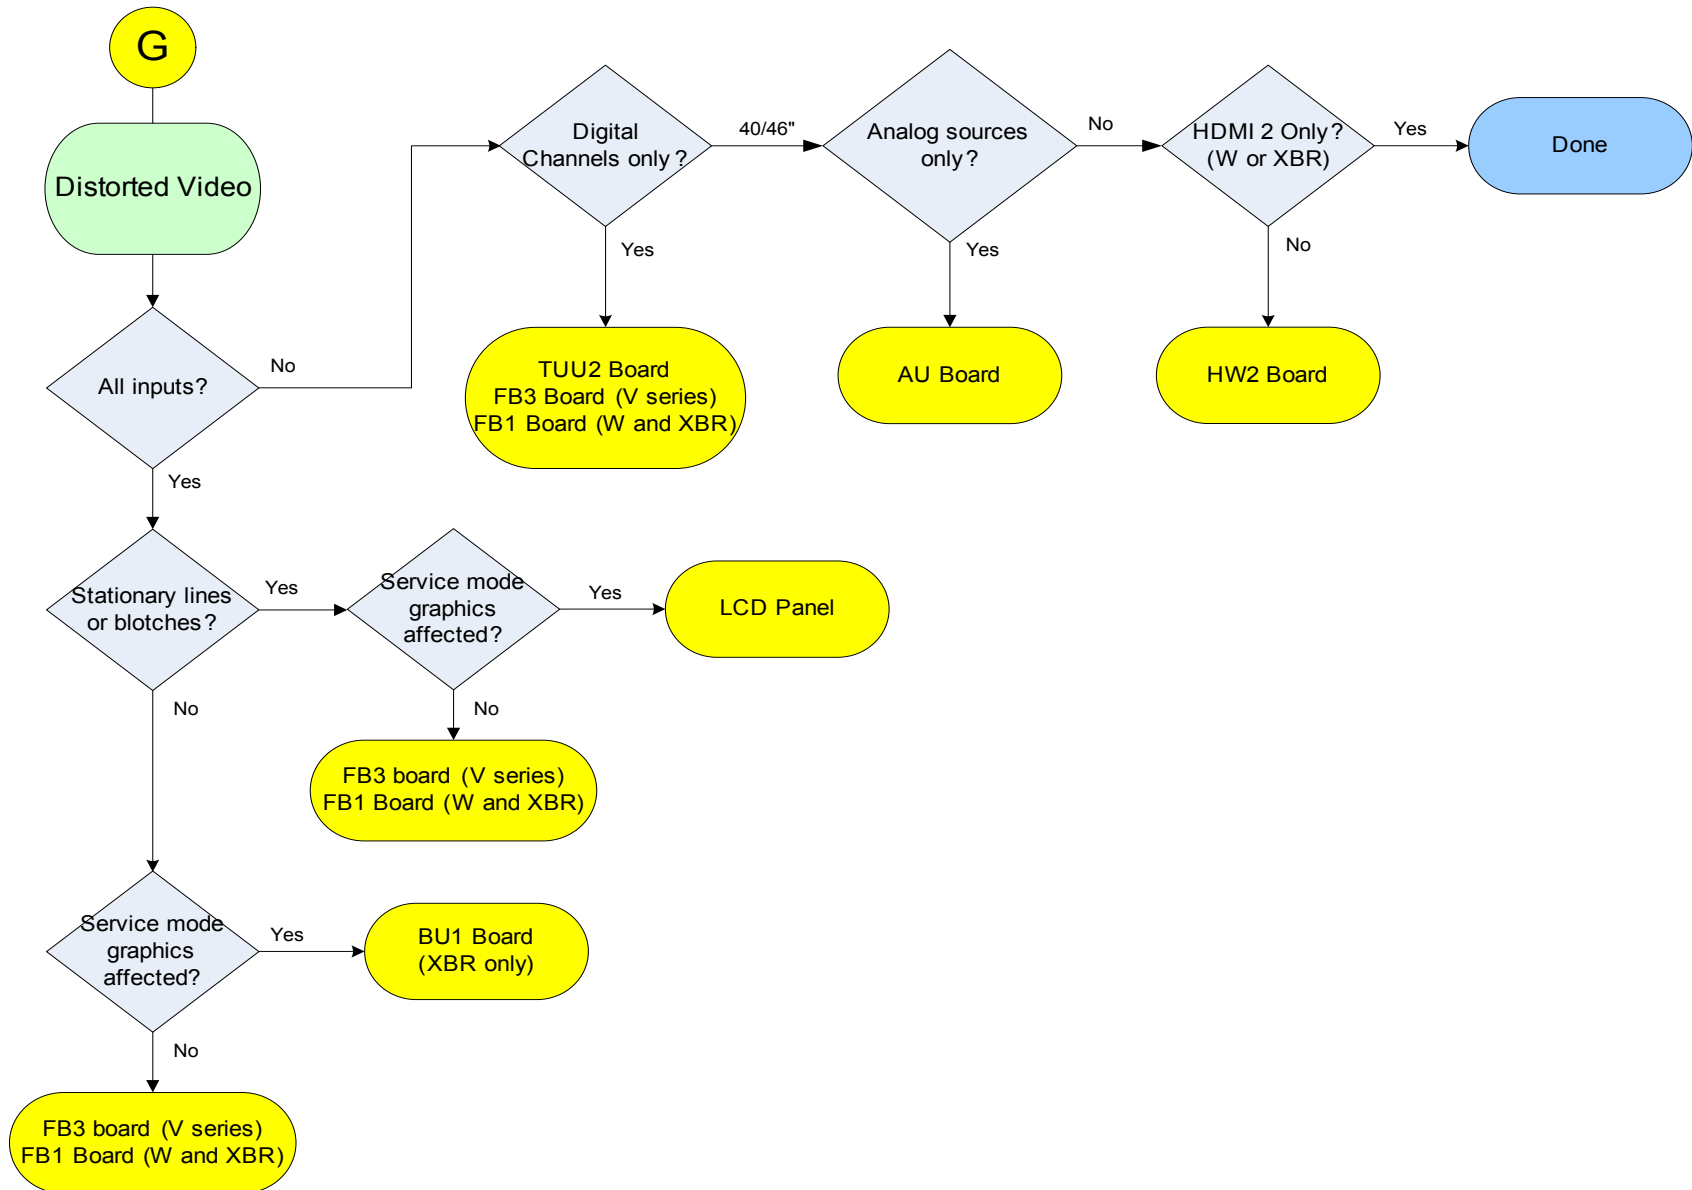 G
Distorted Video
All inputs?
No
Yes
Digital
Channels only?
40/46"
Yes
TUU2 Board
FB3 Board (V series)
FB1 Board (W and XBR)
Analog sources
only?
No
Yes
AU Board
HDMI 2 Only?
(W or XBR)
Yes
No
Done
HW2 Board
Stationary lines
or blotches?
Yes
No
Service mode
graphics
affected?
Yes
No
LCD Panel
FB3 board (V series)
FB1 Board (W and XBR)
Service mode
graphics
affected?
Yes
No
BU1 Board
(XBR only)
FB3 board (V series)
FB1 Board (W and XBR)